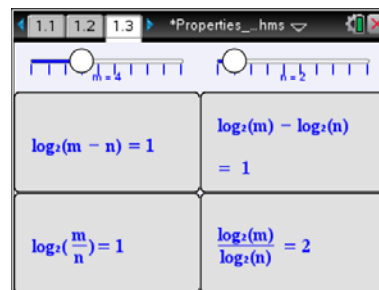 1.1 1.2 1.3 *Properties_...hms
m = 4 n = 2
log₂(m − n) = 1
log₂(m) − log₂(n)
= 1
log₂(m/n)=1
log₂(m)/log₂(n) = 2